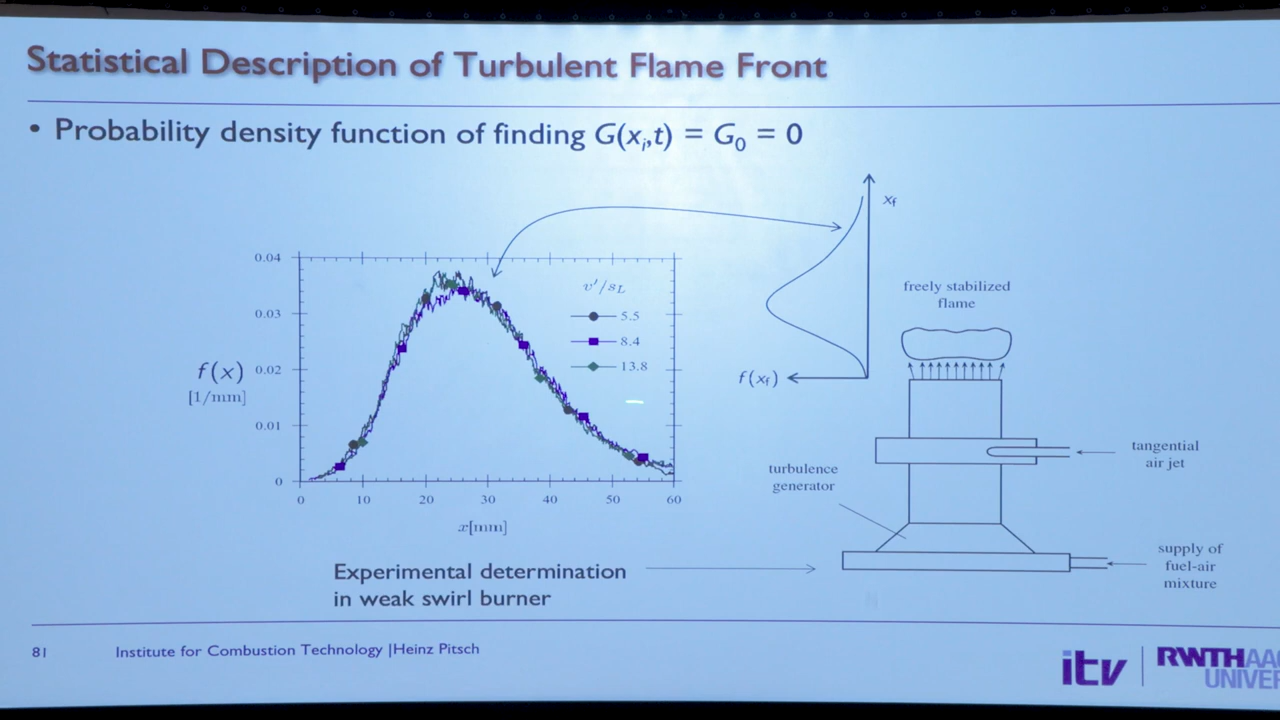 Statistical Description of Turbulent Flame Front
• Probability density function of finding G(xᵢ,t) = G₀ = 0
xf
freely stabilized
flame
0.04
0.03
0.02
0.01
0
f(x)
[1/mm]
v′/sL
5.5
8.4
13.8
f(xf)
0
10
20
30
40
50
60
x[mm]
turbulence
generator
tangential
air jet
supply of
fuel-air
mixture
Experimental determination
in weak swirl burner
81
Institute for Combustion Technology |Heinz Pitsch
itv
RWTHAAC
UNIVER